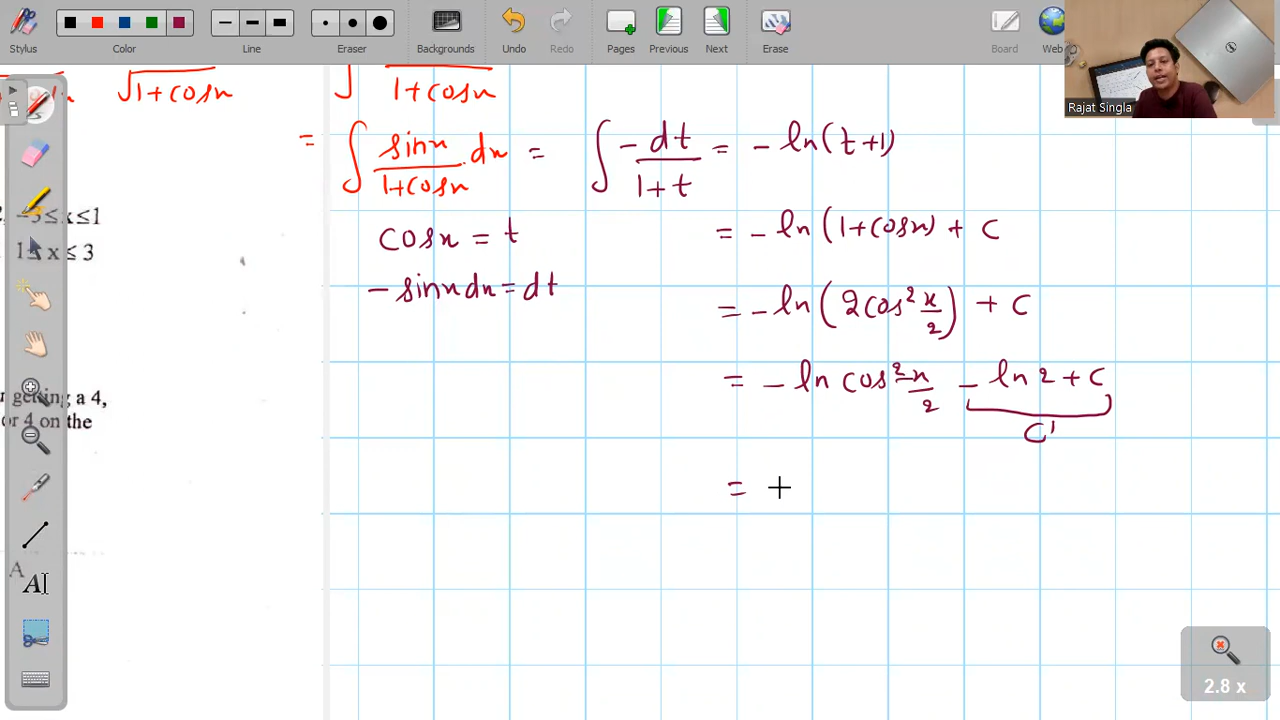 Stylus Color Line Eraser Backgrounds Undo Redo Pages Previous Next Erase Board Web
Rajat Singla
√1+cosx ∫ √1+cosx
= ∫ sinx/1+cosx dx = ∫ -dt/1+t = - ln(t+1)
cosx = t
- sinx dx = dt
= - ln(1+cosx) + C
= - ln(2cos² x/2) + C
= - ln cos² x/2 - ln 2 + C
C'
= +
≤x≤1
1≤ x ≤ 3
getting a 4,
or 4 on the
A
2.8 x